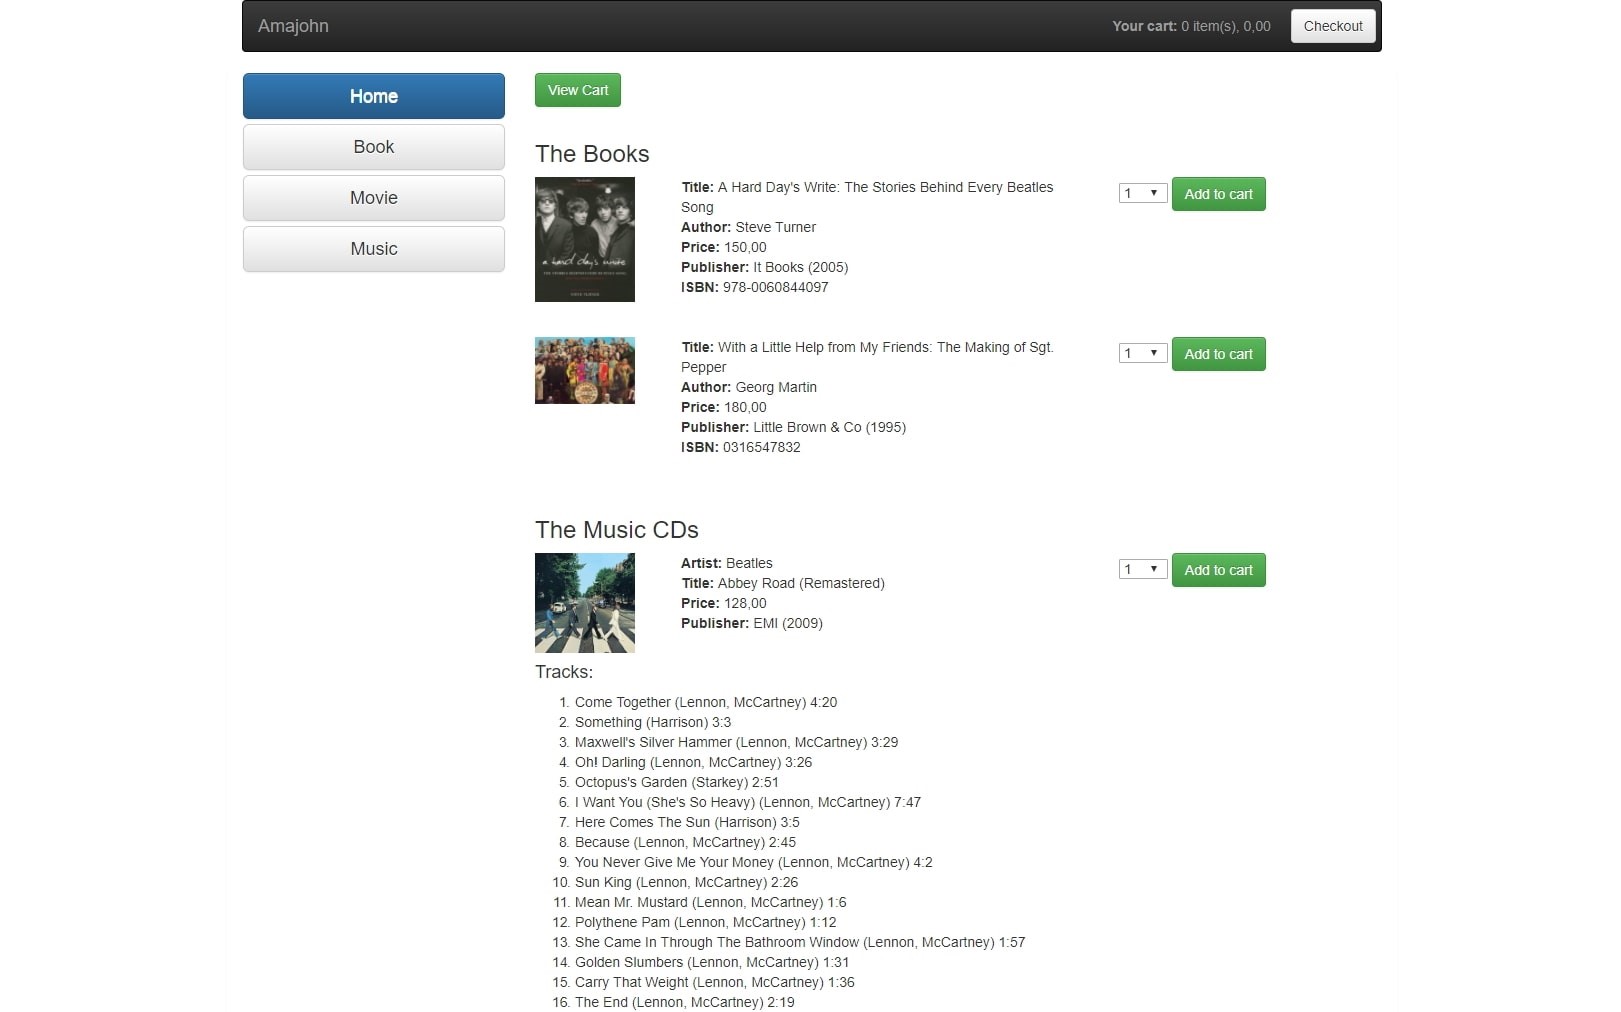 Amajohn
Your cart: 0 item(s), 0,00
Checkout
Home
Book
Movie
Music
View Cart
The Books
a hard day's write
Title: A Hard Day's Write: The Stories Behind Every Beatles
Song
Author: Steve Turner
Price: 150,00
Publisher: It Books (2005)
ISBN: 978-0060844097
1
Add to cart
Title: With a Little Help from My Friends: The Making of Sgt.
Pepper
Author: Georg Martin
Price: 180,00
Publisher: Little Brown & Co (1995)
ISBN: 0316547832
1
Add to cart
The Music CDs
Artist: Beatles
Title: Abbey Road (Remastered)
Price: 128,00
Publisher: EMI (2009)
1
Add to cart
Tracks:
1. Come Together (Lennon, McCartney) 4:20
2. Something (Harrison) 3:3
3. Maxwell's Silver Hammer (Lennon, McCartney) 3:29
4. Oh! Darling (Lennon, McCartney) 3:26
5. Octopus's Garden (Starkey) 2:51
6. I Want You (She's So Heavy) (Lennon, McCartney) 7:47
7. Here Comes The Sun (Harrison) 3:5
8. Because (Lennon, McCartney) 2:45
9. You Never Give Me Your Money (Lennon, McCartney) 4:2
10. Sun King (Lennon, McCartney) 2:26
11. Mean Mr. Mustard (Lennon, McCartney) 1:6
12. Polythene Pam (Lennon, McCartney) 1:12
13. She Came In Through The Bathroom Window (Lennon, McCartney) 1:57
14. Golden Slumbers (Lennon, McCartney) 1:31
15. Carry That Weight (Lennon, McCartney) 1:36
16. The End (Lennon, McCartney) 2:19